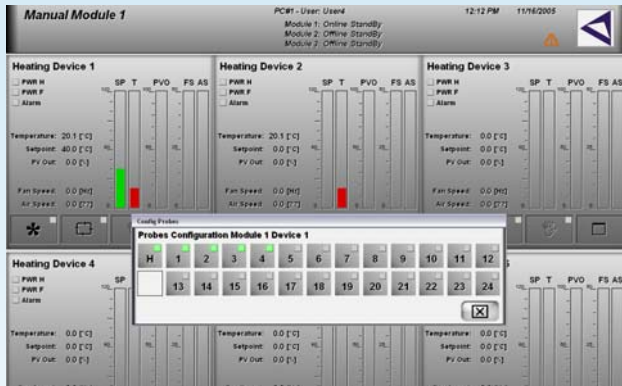 Manual Module 1
PC#1 - User: User4
12:12 PM 11/16/2005
Module 1: Online StandBy
Module 2: Offline StandBy
Module 3: Offline StandBy
Heating Device 1
PWR H
PWR F
Alarm
SP T PVO FS AS
Temperature: 20.1 [°C]
Setpoint: 40.0 [°C]
PV Out: 0.0 [%]
Fan Speed: 0.0 [Hz]
Air Speed: 0.0 [??]
Heating Device 2
PWR H
PWR F
Alarm
SP T PVO FS AS
Temperature: 20.1 [°C]
Setpoint: 0.0 [°C]
PV Out: 0.0 [%]
Fan Speed: 0.0 [Hz]
Air Speed: 0.0 [??]
Heating Device 3
PWR H
PWR F
Alarm
SP T PVO FS AS
Temperature: 0.0 [°C]
Setpoint: 0.0 [°C]
PV Out: 0.0 [%]
Fan Speed: 0.0 [Hz]
Air Speed: 0.0 [??]
Config Probes
Probes Configuration Module 1 Device 1
H 1 2 3 4 5 6 7 8 9 10 11 12
13 14 15 16 17 18 19 20 21 22 23 24
Heating Device 4
PWR H
PWR F
Alarm
SP
Temperature: 0.0 [°C]
Setpoint: 0.0 [°C]
PV Out: 0.0 [%]
Temperature: 0.0 [°C]
Setpoint: 0.0 [°C]
PV Out: 0.0 [%]
SP T PVO FS AS
Temperature: 0.0 [°C]
Setpoint: 0.0 [°C]
PV Out: 0.0 [%]